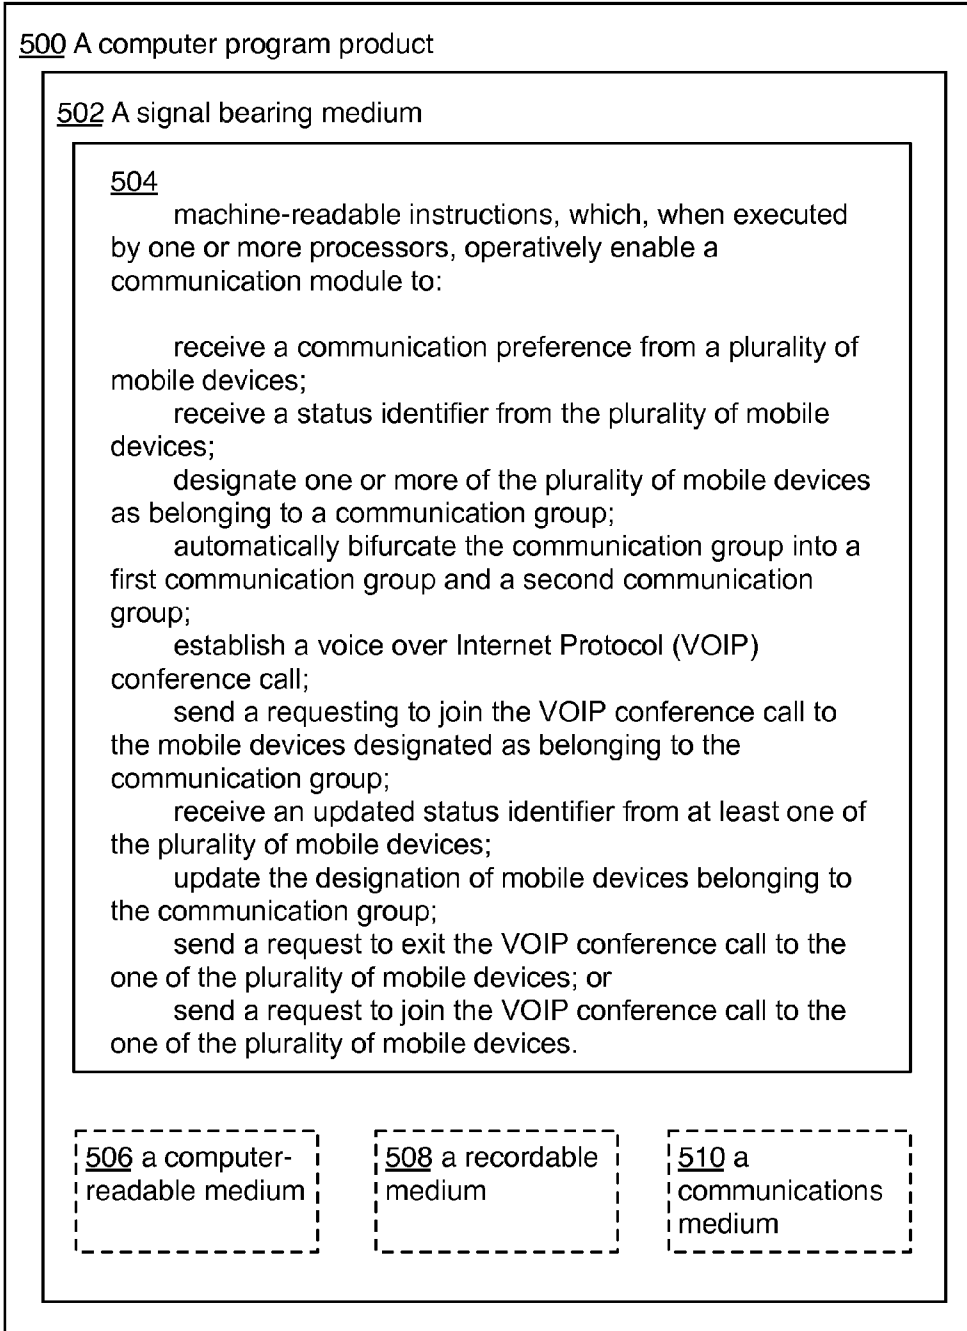 500 A computer program product
502 A signal bearing medium
504
machine-readable instructions, which, when executed
by one or more processors, operatively enable a
communication module to:
receive a communication preference from a plurality of
mobile devices;
receive a status identifier from the plurality of mobile
devices;
designate one or more of the plurality of mobile devices
as belonging to a communication group;
automatically bifurcate the communication group into a
first communication group and a second communication
group;
establish a voice over Internet Protocol (VOIP)
conference call;
send a requesting to join the VOIP conference call to
the mobile devices designated as belonging to the
communication group;
receive an updated status identifier from at least one of
the plurality of mobile devices;
update the designation of mobile devices belonging to
the communication group;
send a request to exit the VOIP conference call to the
one of the plurality of mobile devices; or
send a request to join the VOIP conference call to the
one of the plurality of mobile devices.
506 a computer-
readable medium
508 a recordable
medium
510 a
communications
medium